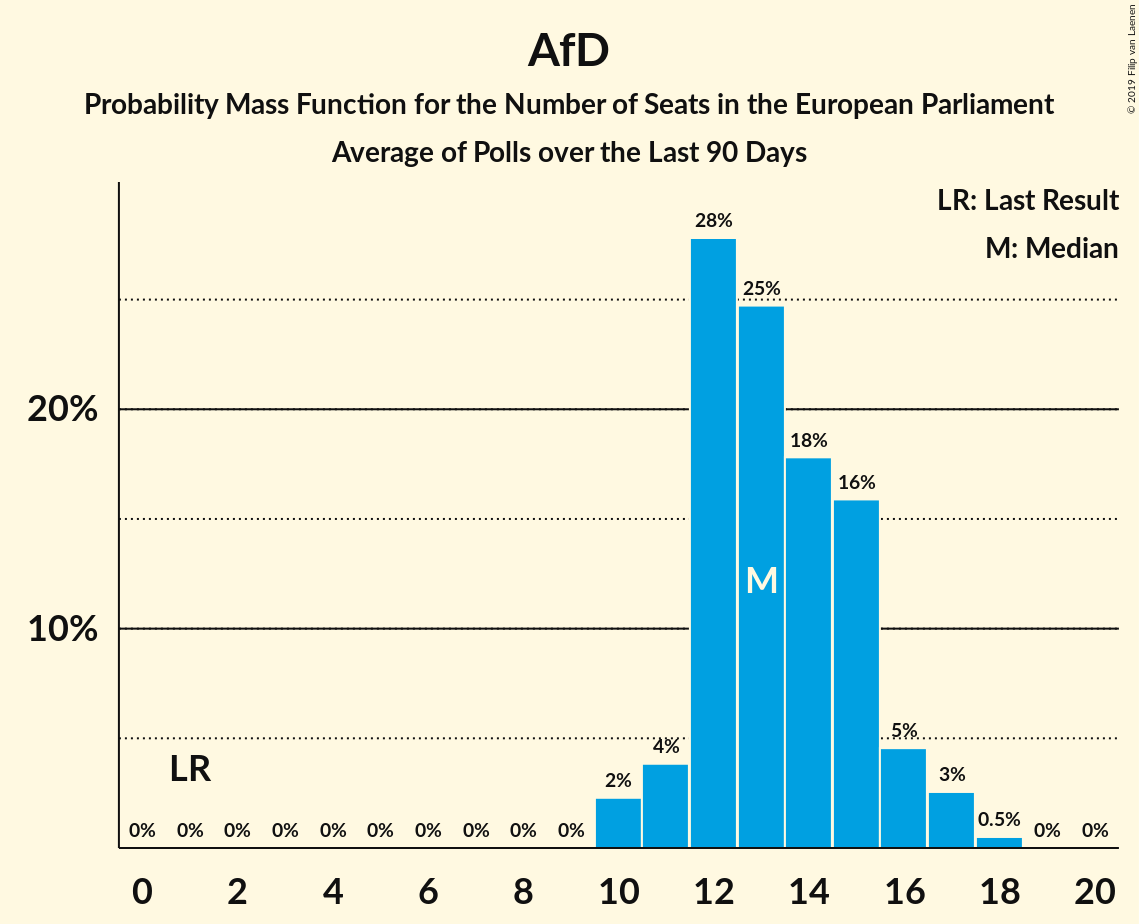 AfD
Probability Mass Function for the Number of Seats in the European Parliament
Average of Polls over the Last 90 Days
© 2019 Filip van Laenen
LR: Last Result
M: Median
28%
25%
20%
18%
16%
M
10%
5%
4%
LR
2%
3%
0.5%
0% 0% 0% 0% 0% 0% 0% 0% 0% 0% 0% 0%
0 2 4 6 8 10 12 14 16 18 20